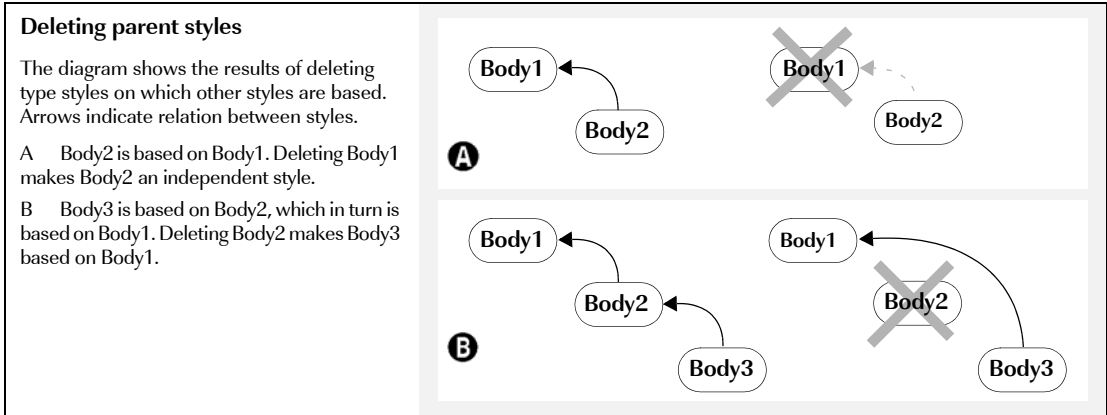 Deleting parent styles
The diagram shows the results of deleting
type styles on which other styles are based.
Arrows indicate relation between styles.
A Body2 is based on Body1. Deleting Body1
makes Body2 an independent style.
B Body3 is based on Body2, which in turn is
based on Body1. Deleting Body2 makes Body3
based on Body1.
Body1
Body2
Body1
Body2
A
Body1
Body2
Body3
Body1
Body2
Body3
B